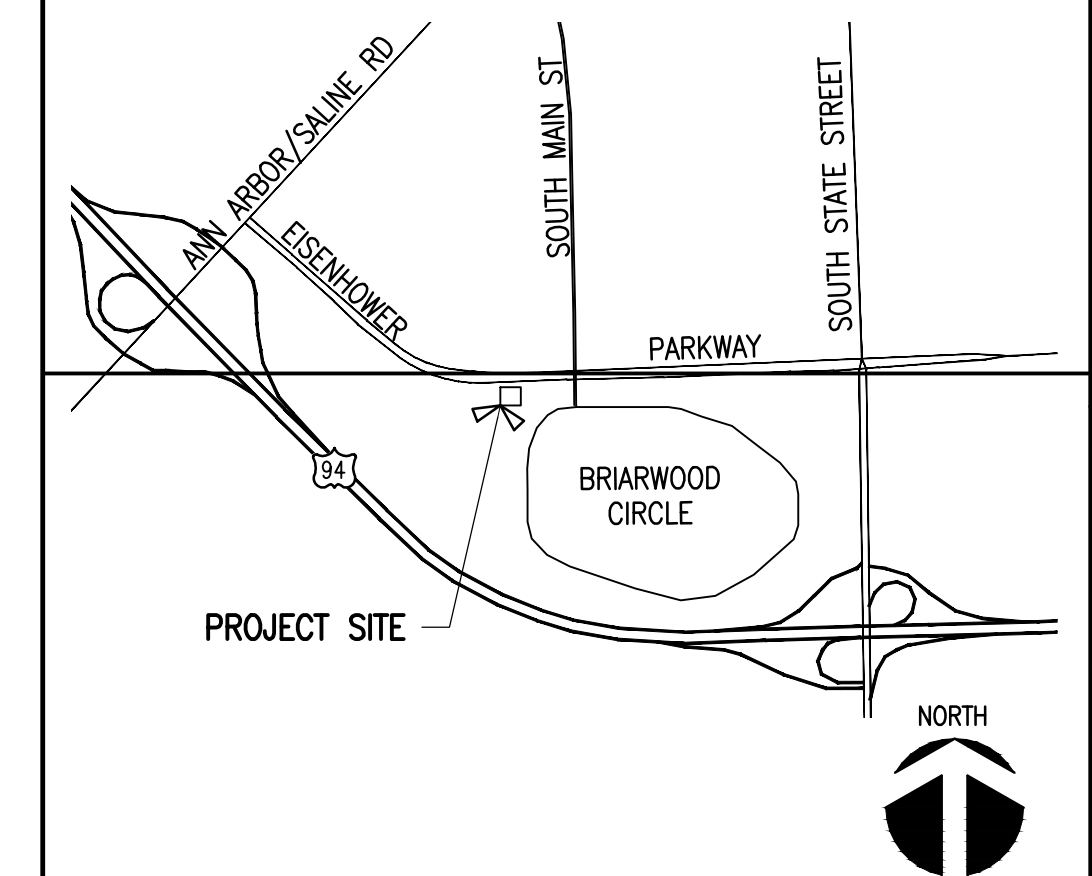 ANN ARBOR/SALINE RD
SOUTH MAIN ST
SOUTH STATE STREET
EISENHOWER
PARKWAY
94
BRIARWOOD
CIRCLE
PROJECT SITE
NORTH